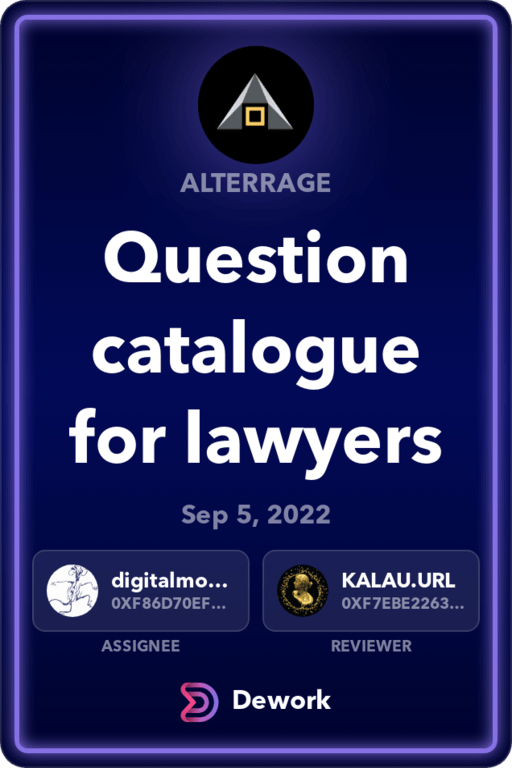 ALTERRAGE
Question
catalogue
for lawyers
Sep 5, 2022
digitalmo...
0XF86D70EF...
ASSIGNEE
KALAU.URL
0XF7EBE2263...
REVIEWER
Dework